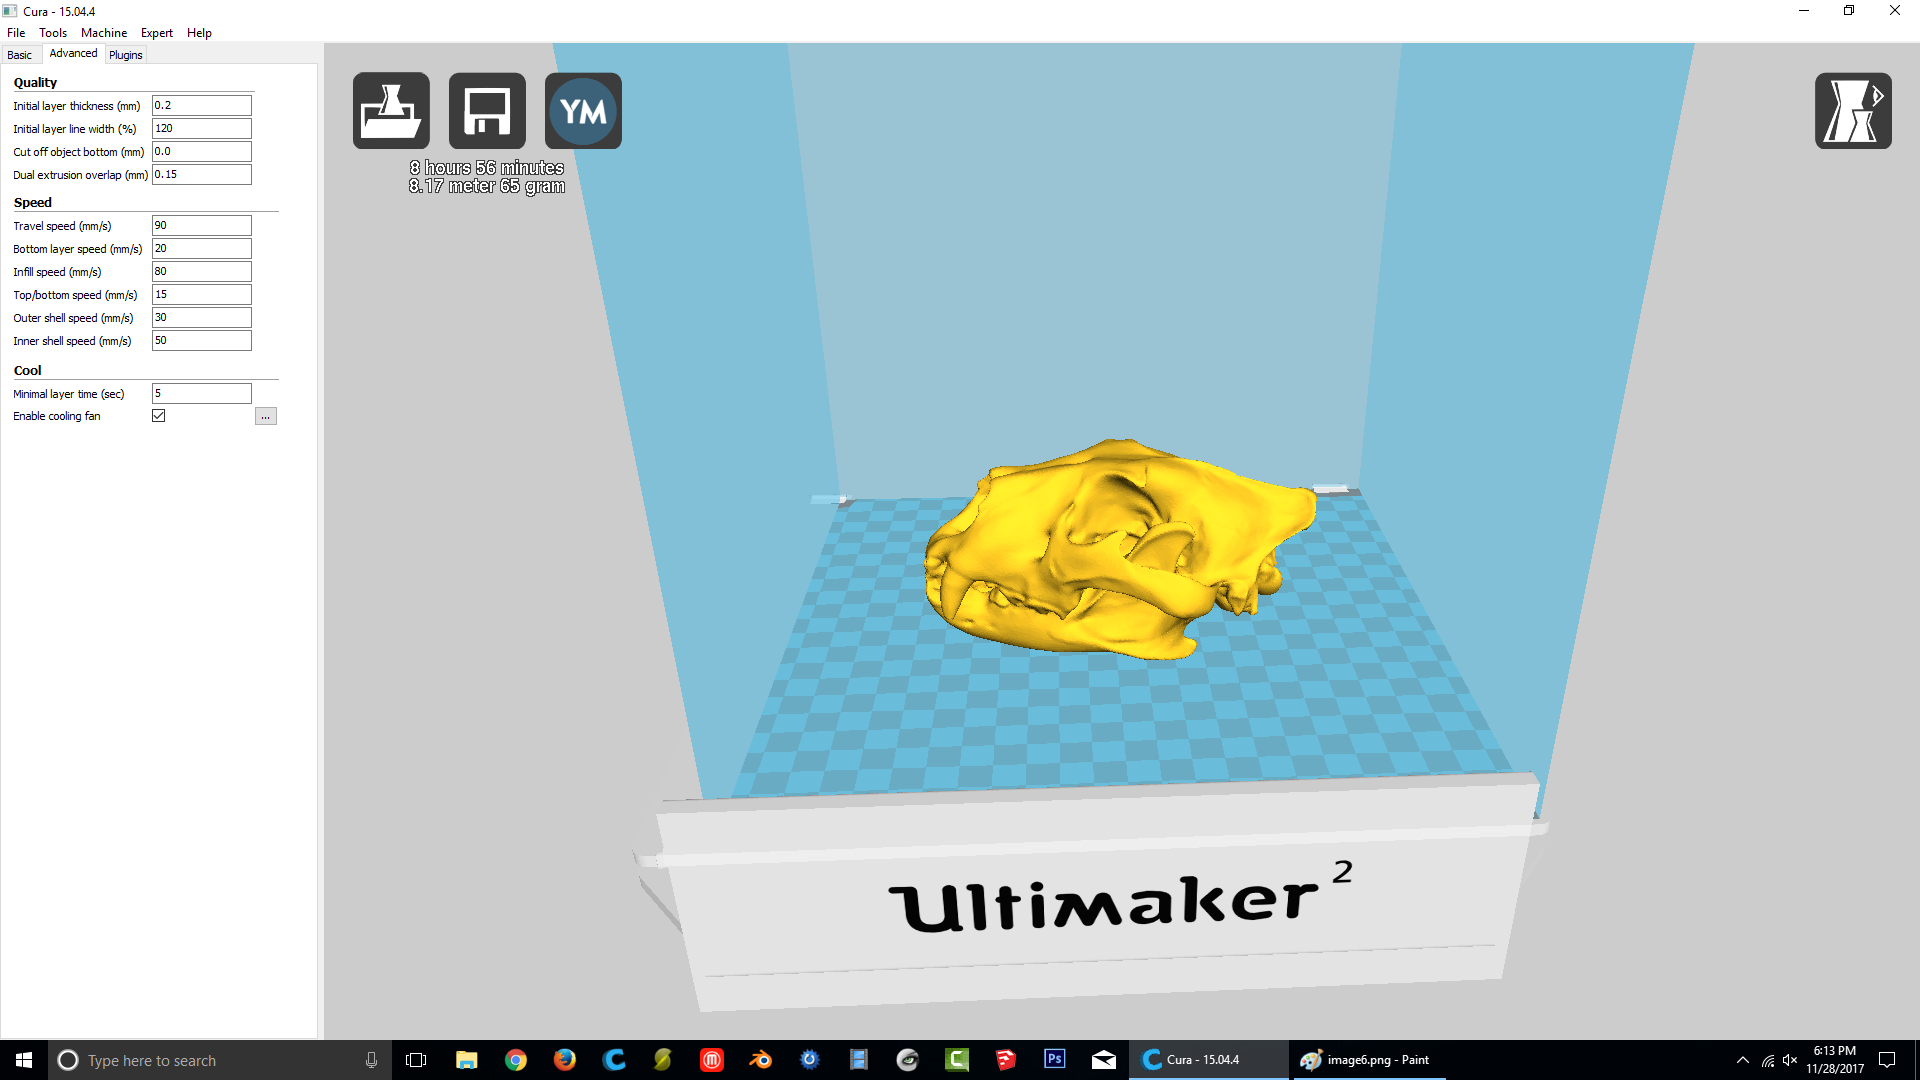 Cura - 15.04.4
File Tools Machine Expert Help
Basic Advanced Plugins
Quality
Initial layer thickness (mm) 0.2
Initial layer line width (%) 120
Cut off object bottom (mm) 0.0
Dual extrusion overlap (mm) 0.15
Speed
Travel speed (mm/s) 90
Bottom layer speed (mm/s) 20
Infill speed (mm/s) 80
Top/bottom speed (mm/s) 15
Outer shell speed (mm/s) 30
Inner shell speed (mm/s) 50
Cool
Minimal layer time (sec) 5
Enable cooling fan ...
YM
8 hours 56 minutes
8.17 meter 65 gram
Ultimaker 2
Type here to search
Ps
Cura - 15.04.4
image6.png - Paint
6:13 PM
11/28/2017